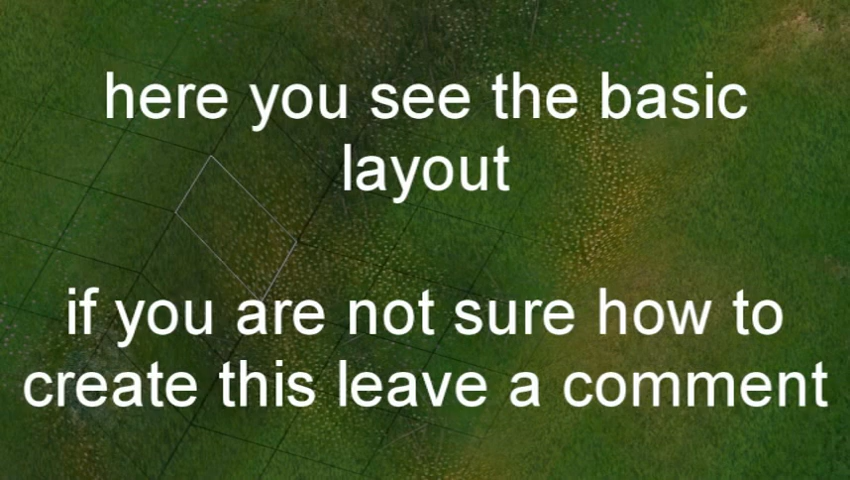 here you see the basic
layout
if you are not sure how to
create this leave a comment